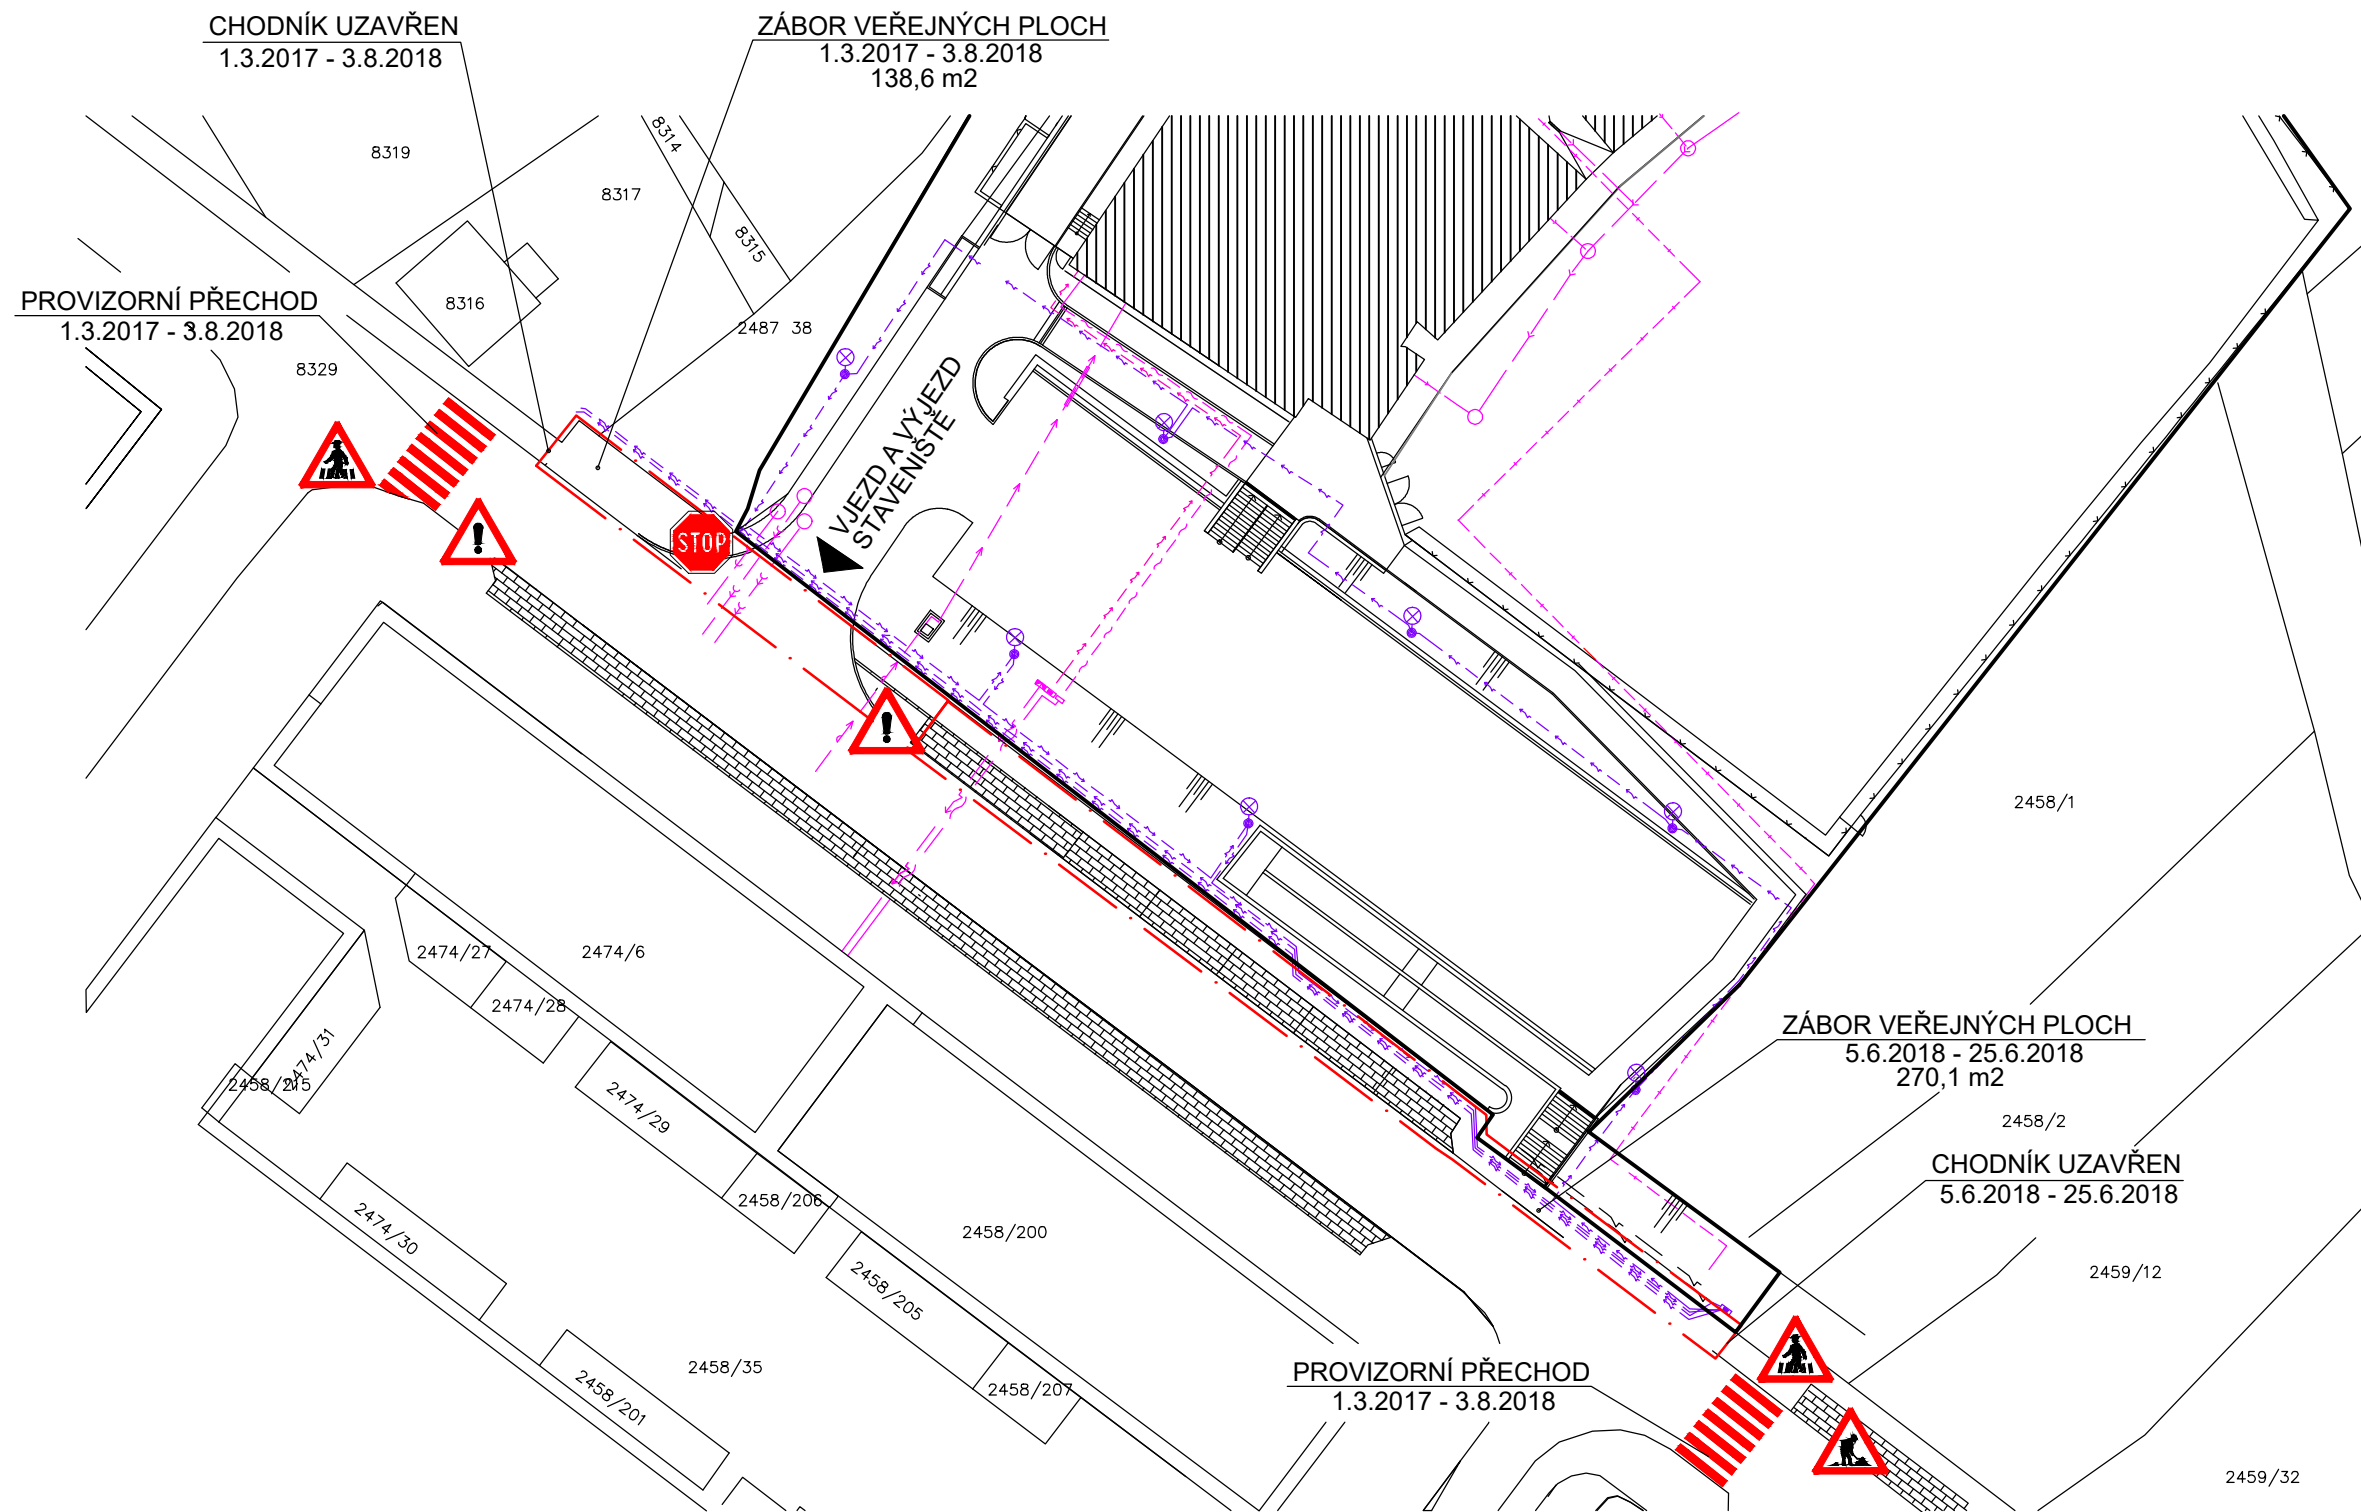 CHODNÍK UZAVŘEN
1.3.2017 - 3.8.2018
ZÁBOR VEŘEJNÝCH PLOCH
1.3.2017 - 3.8.2018
138,6 m2
8319
8314
8317
8315
8316
PROVIZORNÍ PŘECHOD
1.3.2017 - 3.8.2018
8329
2487 38
VJEZD A VÝJEZD
STAVENIŠTĚ
STOP
2458/1
2474/27
2474/6
2474/28
2474/31
2458/215
2474/29
ZÁBOR VEŘEJNÝCH PLOCH
5.6.2018 - 25.6.2018
270,1 m2
2458/2
CHODNÍK UZAVŘEN
5.6.2018 - 25.6.2018
2458/206
2474/30
2458/200
2459/12
2458/205
2458/35
2458/207
2458/201
PROVIZORNÍ PŘECHOD
1.3.2017 - 3.8.2018
2459/32